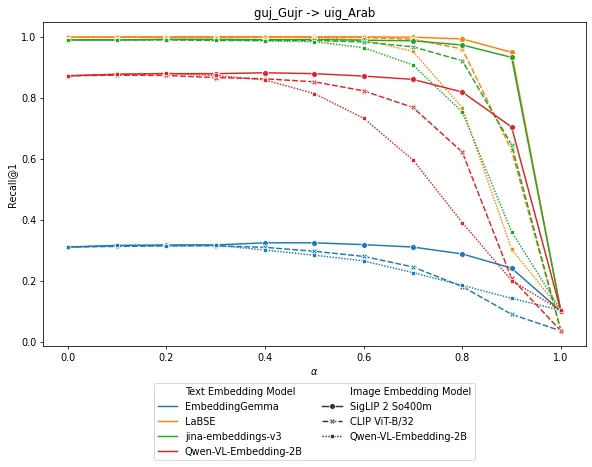 guj_Gujr -> uig_Arab
1.0
0.8
0.6
0.4
0.2
0.0
Recall@1
0.0 0.2 0.4 0.6 0.8 1.0
α
Text Embedding Model Image Embedding Model
EmbeddingGemma SigLIP 2 So400m
LaBSE CLIP ViT-B/32
jina-embeddings-v3 Qwen-VL-Embedding-2B
Qwen-VL-Embedding-2B